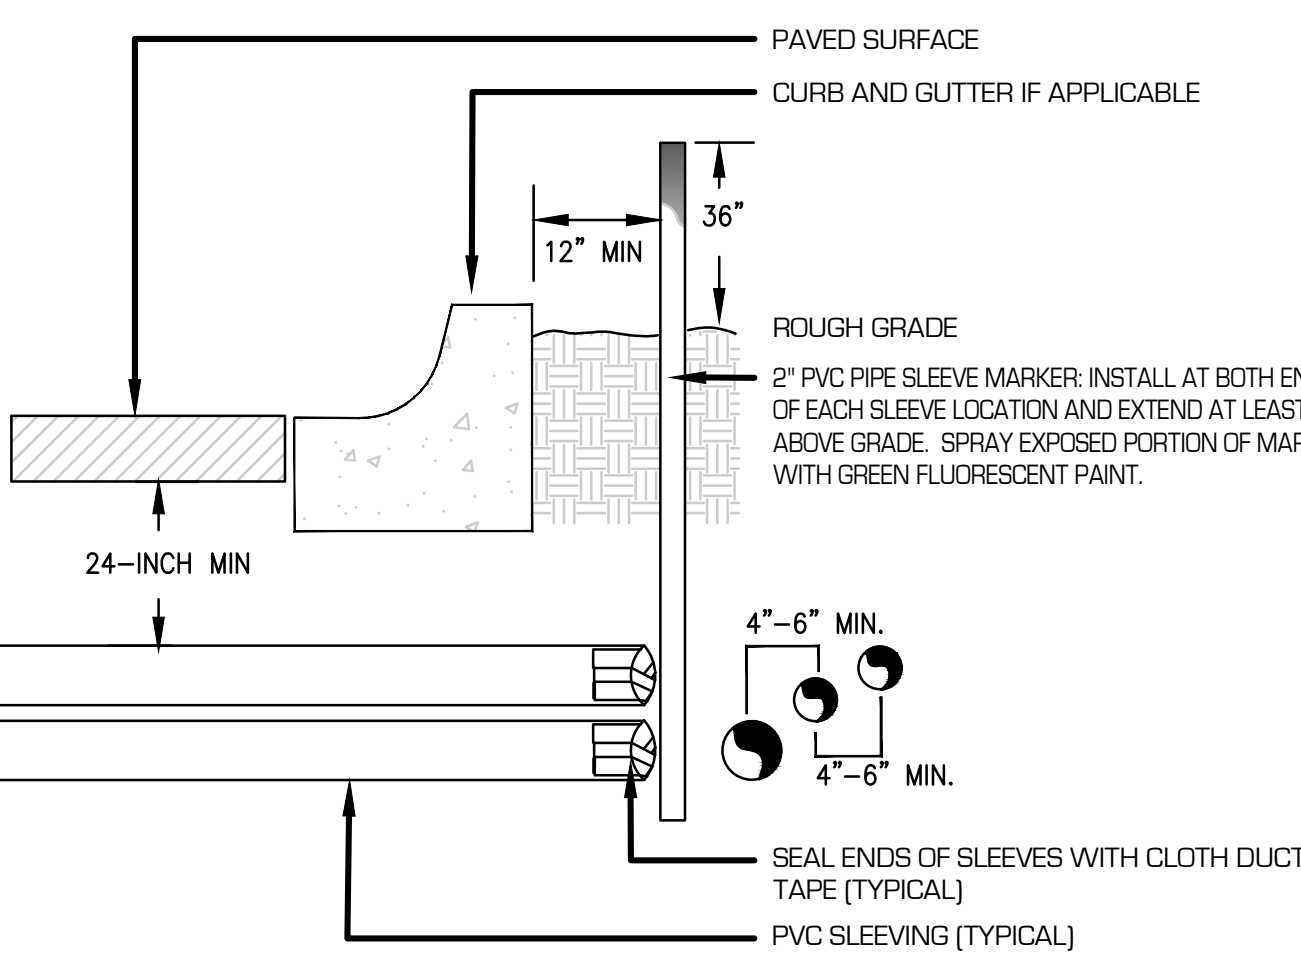 PAVED SURFACE
CURB AND GUTTER IF APPLICABLE
36"
12" MIN
ROUGH GRADE
2" PVC PIPE SLEEVE MARKER: INSTALL AT BOTH
OF EACH SLEEVE LOCATION AND EXTEND AT LEAST
ABOVE GRADE. SPRAY EXPOSED PORTION OF
WITH GREEN FLUORESCENT PAINT.
24-INCH MIN
4"-6" MIN.
4"-6" MIN.
SEAL ENDS OF SLEEVES WITH CLOTH DUCT
TAPE (TYPICAL)
PVC SLEEVING (TYPICAL)